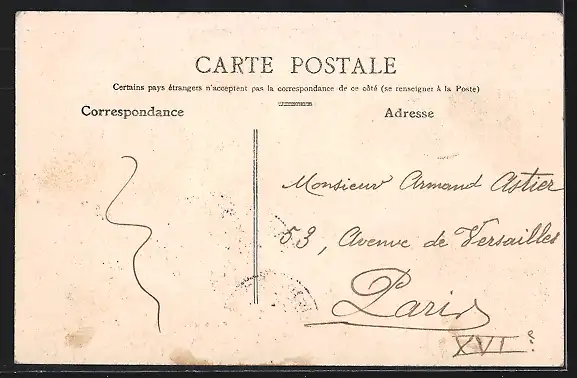 CARTE POSTALE
Certains pays étrangers n'acceptent pas la correspondance de ce côté (se renseigner à la Poste)
Correspondance
Adresse
Monsieur Armand Astier
53, Avenue de Versailles
Paris
XVIe